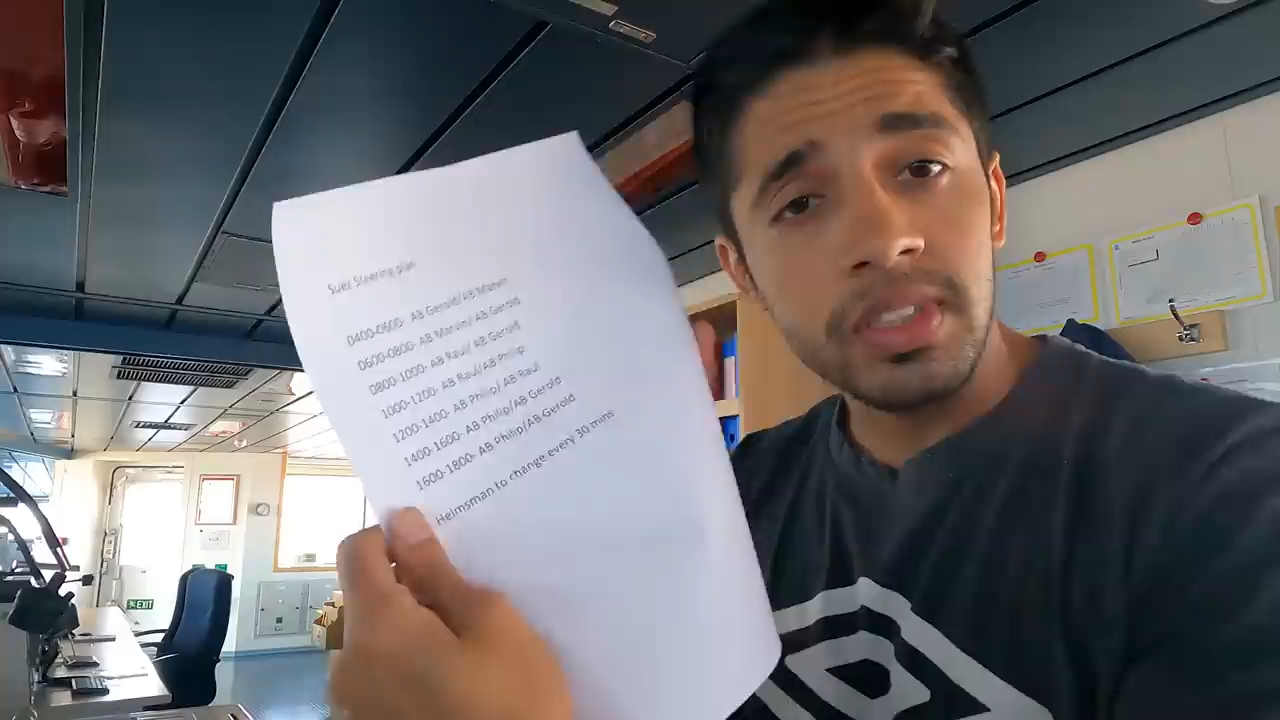 Suez Steering plan
0400-0600- AB Gerold/AB Marvin
0600-0800- AB Marvin/ AB Gerold
0800-1000- AB Raul/ AB Gerold
1000-1200- AB Raul/AB Philip
1200-1400- AB Philip/ AB Raul
1400-1600- AB Philip/AB Gerold
1600-1800- AB Philip/AB Gerold
Helmsman to change every 30 mins
EXIT